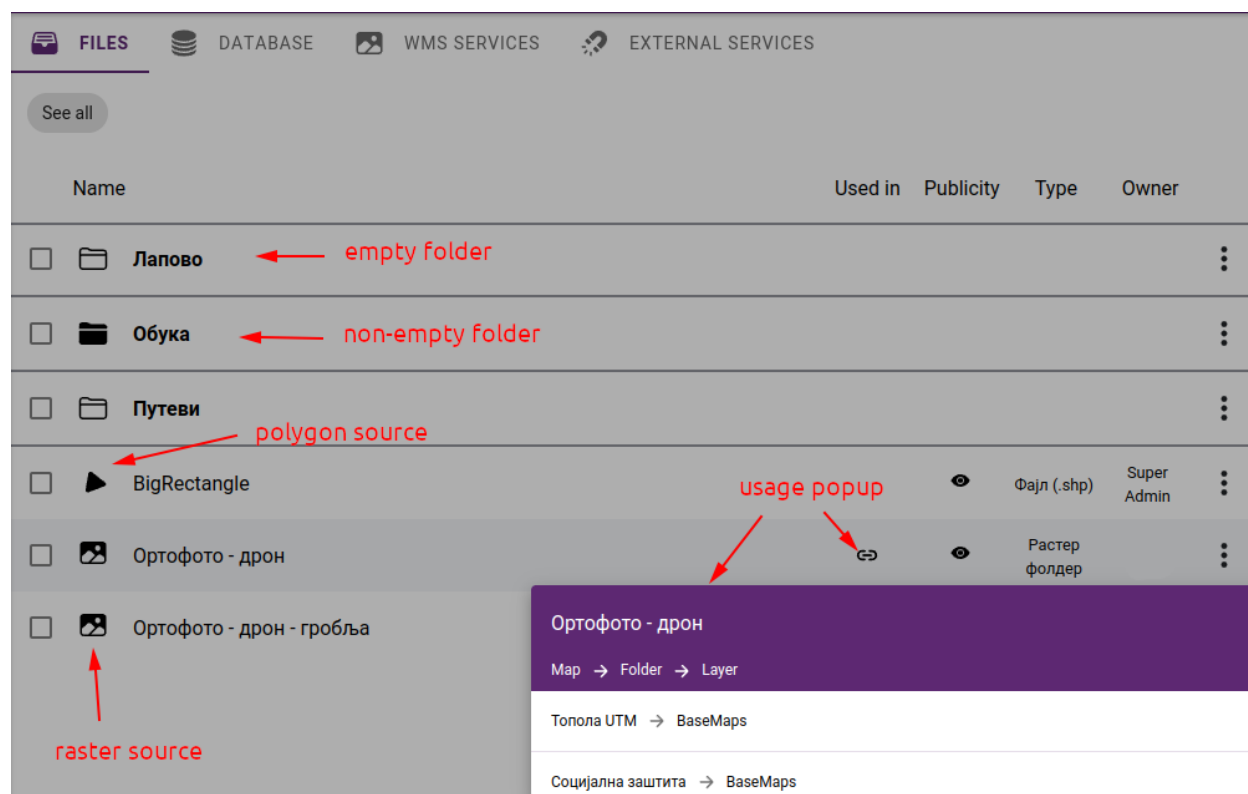 FILES DATABASE WMS SERVICES EXTERNAL SERVICES
See all
Name Used in Publicity Type Owner
Лапово empty folder
Обука non-empty folder
Путеви
polygon source
BigRectangle usage popup Фајл (.shp) Super
Admin
Ортофото - дрон Растер
фолдер
Ортофото - дрон - гробља
raster source
Ортофото - дрон
Map → Folder → Layer
Топола UTM → BaseMaps
Социјална заштита → BaseMaps